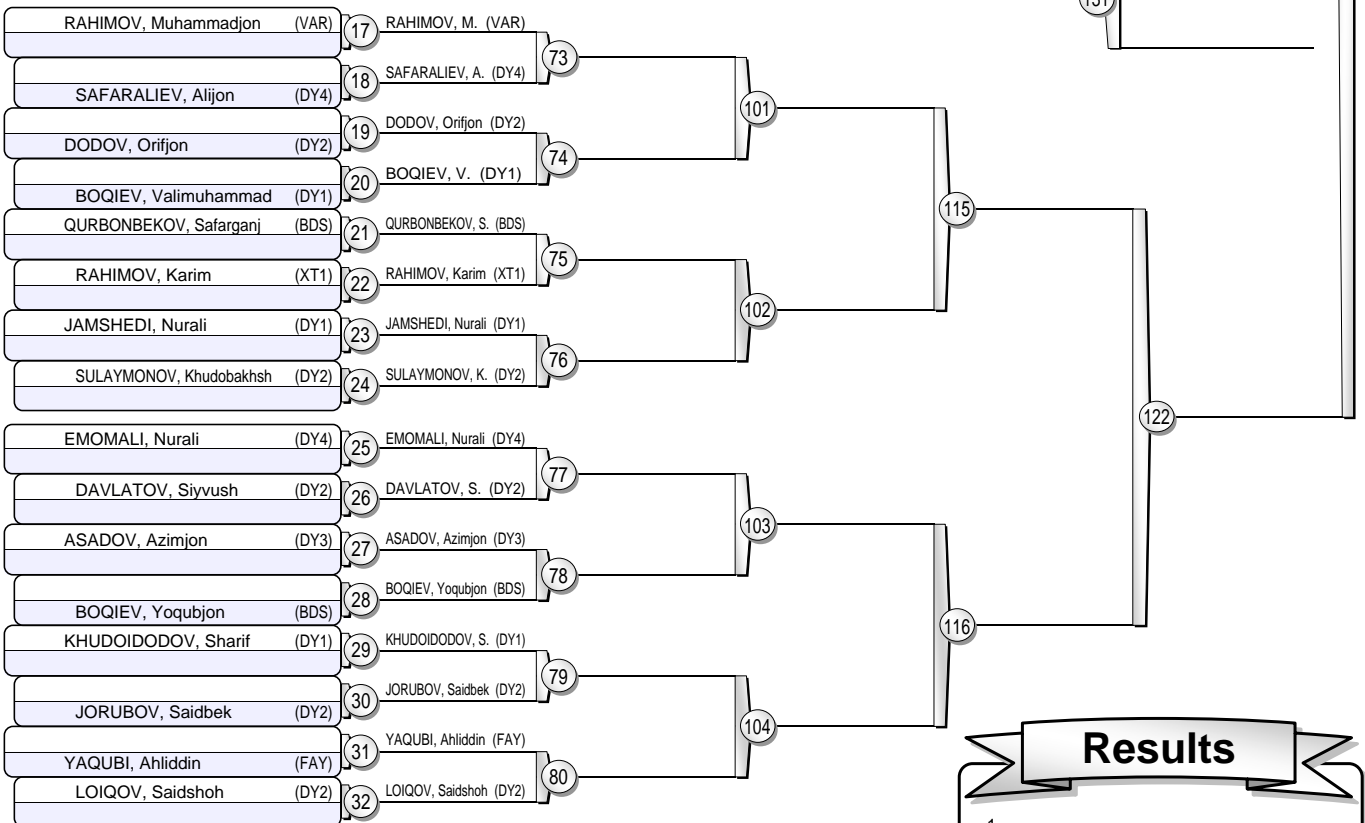 131
RAHIMOV, Muhammadjon (VAR) 17 RAHIMOV, M. (VAR)
73
SAFARALIEV, Alijon (DY4) 18 SAFARALIEV, A. (DY4)
101
DODOV, Orifjon (DY2) 19 DODOV, Orifjon (DY2)
74
BOQIEV, Valimuhammad (DY1) 20 BOQIEV, V. (DY1)
115
QURBONBEKOV, Safarganj (BDS) 21 QURBONBEKOV, S. (BDS)
75
RAHIMOV, Karim (XT1) 22 RAHIMOV, Karim (XT1)
102
JAMSHEDI, Nurali (DY1) 23 JAMSHEDI, Nurali (DY1)
76
SULAYMONOV, Khudobakhsh (DY2) 24 SULAYMONOV, K. (DY2)
122
EMOMALI, Nurali (DY4) 25 EMOMALI, Nurali (DY4)
77
DAVLATOV, Siyvush (DY2) 26 DAVLATOV, S. (DY2)
103
ASADOV, Azimjon (DY3) 27 ASADOV, Azimjon (DY3)
78
BOQIEV, Yoqubjon (BDS) 28 BOQIEV, Yoqubjon (BDS)
116
KHUDOIDODOV, Sharif (DY1) 29 KHUDOIDODOV, S. (DY1)
79
JORUBOV, Saidbek (DY2) 30 JORUBOV, Saidbek (DY2)
104
YAQUBI, Ahliddin (FAY) 31 YAQUBI, Ahliddin (FAY)
80
LOIQOV, Saidshoh (DY2) 32 LOIQOV, Saidshoh (DY2)
Results